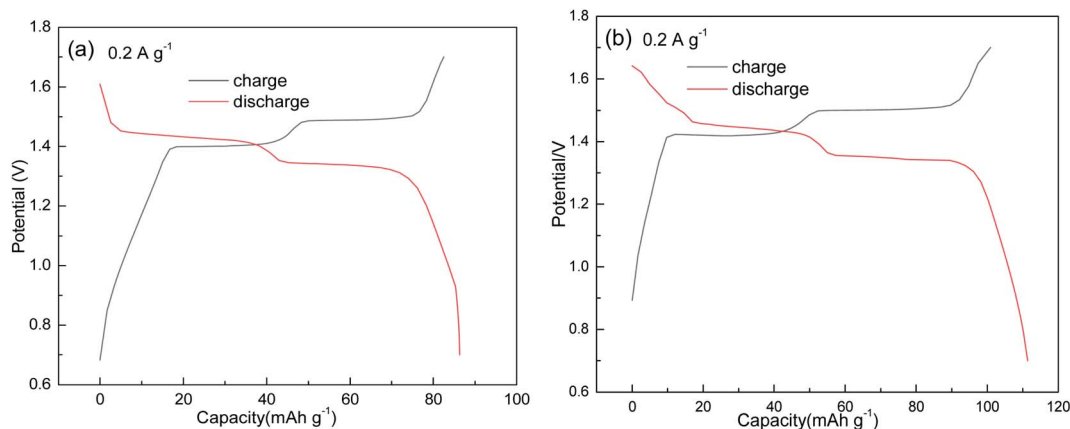 (a) 0.2 A g⁻¹
charge
discharge
Potential (V)
1.8
1.6
1.4
1.2
1.0
0.8
0.6
0 20 40 60 80 100
Capacity(mAh g⁻¹)
(b) 0.2 A g⁻¹
charge
discharge
Potential/V
1.8
1.6
1.4
1.2
1.0
0.8
0.6
0 20 40 60 80 100 120
Capacity(mAh g⁻¹)